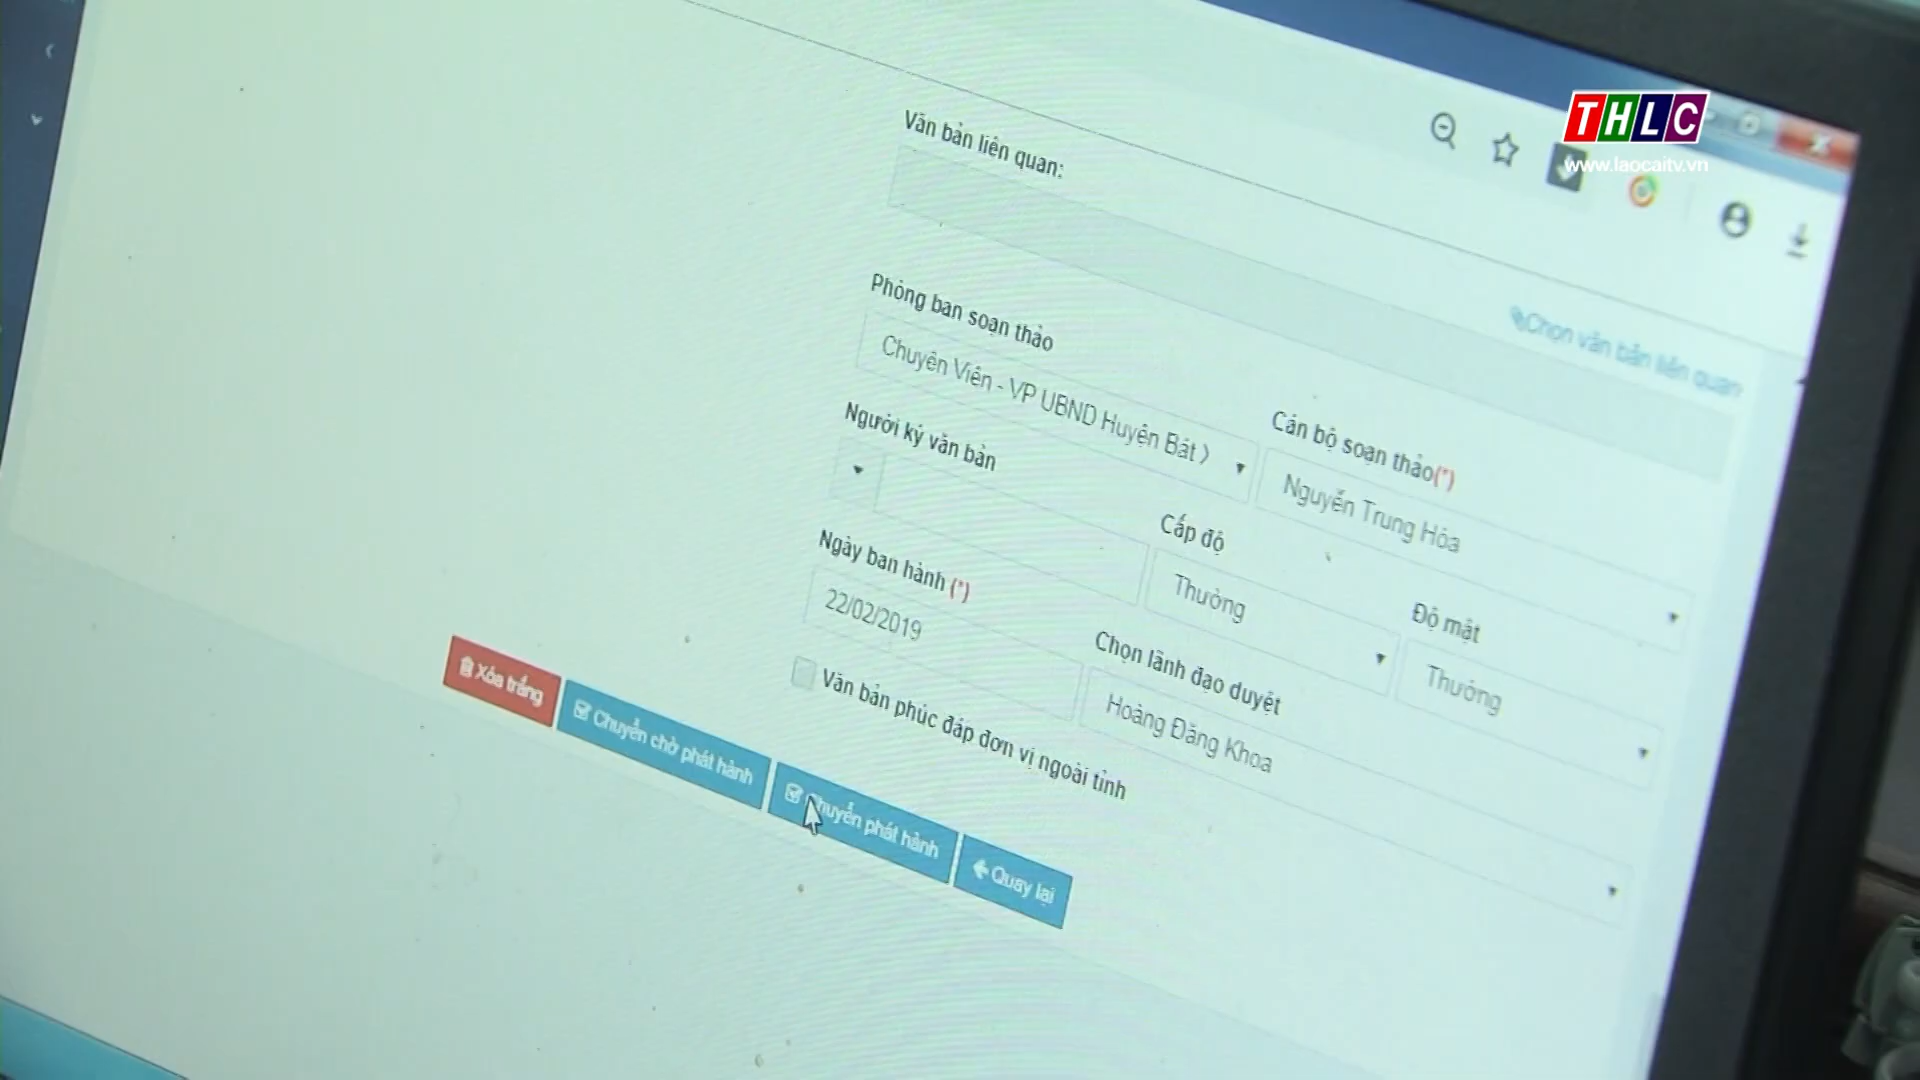 THLC
www.laocaitv.vn
Văn bản liên quan:
Chọn văn bản liên quan
Phòng ban soạn thảo
Cán bộ soạn thảo(*)
Chuyên Viên - VP UBND Huyện Bát
Nguyễn Trung Hòa
Người ký văn bản
Cấp độ
Độ mật
Thường
Thường
Ngày ban hành (*)
Chọn lãnh đạo duyệt
22/02/2019
Hoàng Đăng Khoa
Văn bản phúc đáp đơn vị ngoài tỉnh
Xóa trắng
Chuyển chờ phát hành
Chuyển phát hành
Quay lại